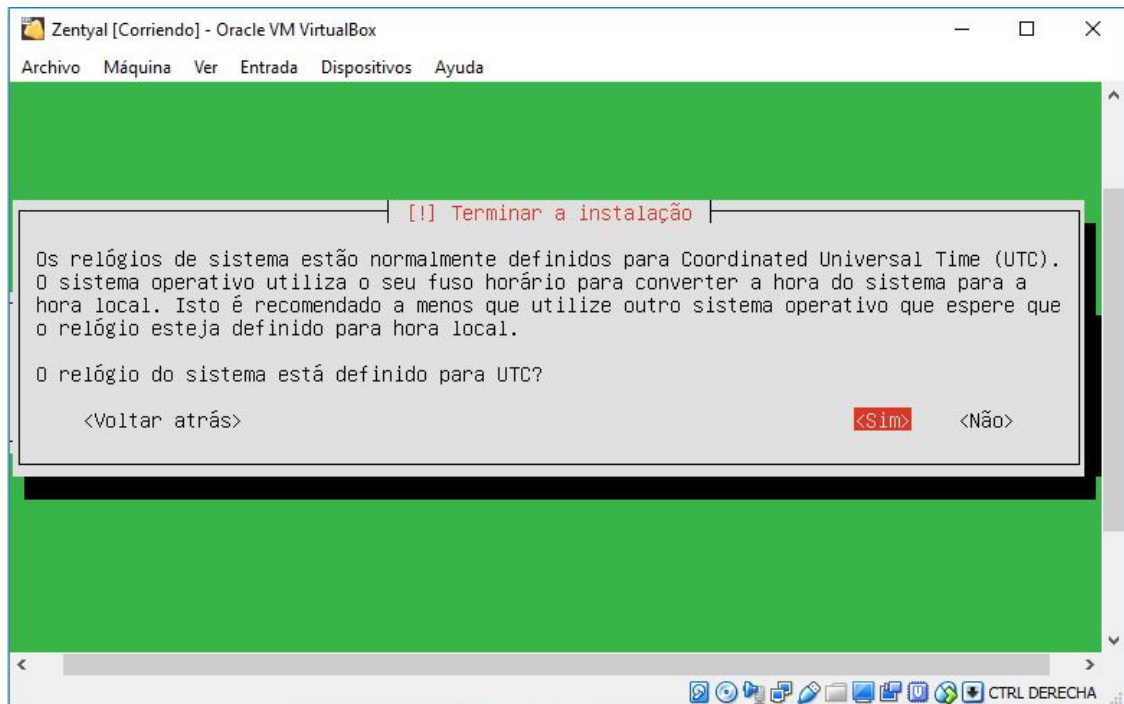 Zentyal [Corriendo] - Oracle VM VirtualBox
Archivo Máquina Ver Entrada Dispositivos Ayuda
[!] Terminar a instalação
Os relógios de sistema estão normalmente definidos para Coordinated Universal Time (UTC).
O sistema operativo utiliza o seu fuso horário para converter a hora do sistema para a
hora local. Isto é recomendado a menos que utilize outro sistema operativo que espere que
o relógio esteja definido para hora local.
O relógio do sistema está definido para UTC?
<Voltar atrás> <Sim> <Não>
CTRL DERECHA